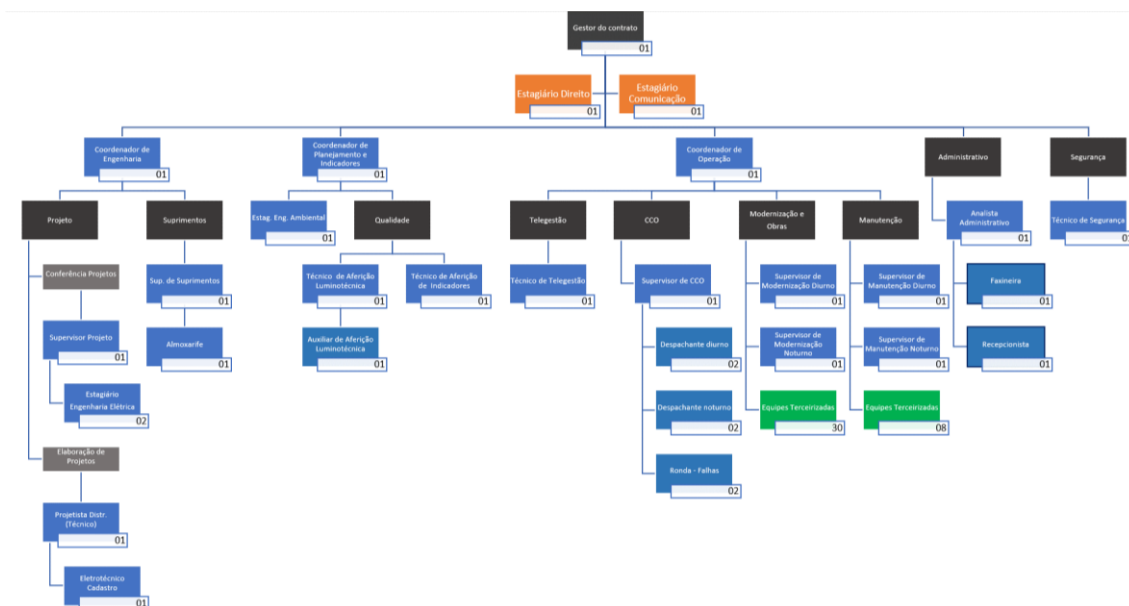 Gestor do contrato
01
Estagiário Direito
01
Estagiário
Comunicação
01
Coordenador de
Engenharia
01
Coordenador de
Planejamento e
Indicadores
01
Coordenador de
Operação
01
Administrativo
Segurança
Projeto
Suprimentos
Estag. Eng. Ambiental
01
Qualidade
Telegestão
CCO
Modernização e
Obras
Manutenção
Analista
Administrativo
01
Técnico de Segurança
01
Conferência Projetos
Sup. de Suprimentos
01
Técnico de Aferição
Luminotécnica
01
Técnico de Aferição
de Indicadores
01
Técnico de Telegestão
01
Supervisor de CCO
01
Supervisor de
Modernização Diurno
01
Supervisor de
Manutenção Diurno
01
Faxineira
01
Supervisor Projeto
01
Almoxarife
01
Auxiliar de Aferição
Luminotécnica
01
Despachante diurno
02
Supervisor de
Modernização
Noturno
01
Supervisor de
Manutenção Noturno
01
Recepcionista
01
Estagiário
Engenharia Elétrica
02
Despachante noturno
02
Equipes Terceirizadas
30
Equipes Terceirizadas
08
Elaboração de
Projetos
Ronda - Falhas
02
Projetista Distr.
(Técnico)
01
Eletrotécnico
Cadastro
01